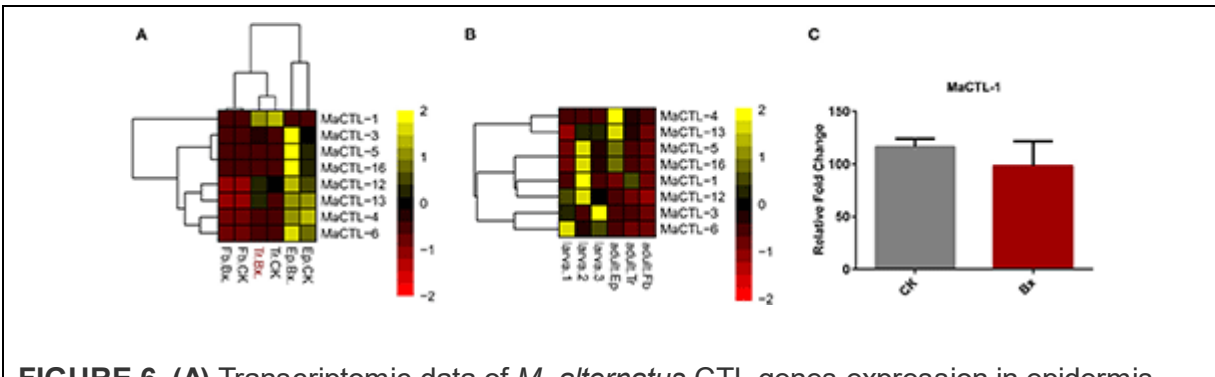 A
MaCTL-1
MaCTL-3
MaCTL-5
MaCTL-16
MaCTL-12
MaCTL-13
MaCTL-4
MaCTL-6
Fb.Bx.
Fb.CK
Tr.Bx.
Tr.CK
Ep.Bx.
Ep.CK
2
1
0
-1
-2
B
MaCTL-4
MaCTL-13
MaCTL-5
MaCTL-16
MaCTL-1
MaCTL-12
MaCTL-3
MaCTL-6
larva.1
larva.2
larva.3
adult.Ep
adult.Tr
adult.Fb
2
1
0
-1
-2
C
MaCTL-1
Relative Fold Change
150
100
50
0
CK
Bx
FIGURE 6. (A) Transcriptomic data of M. alternatus CTL genes expression in epidermis